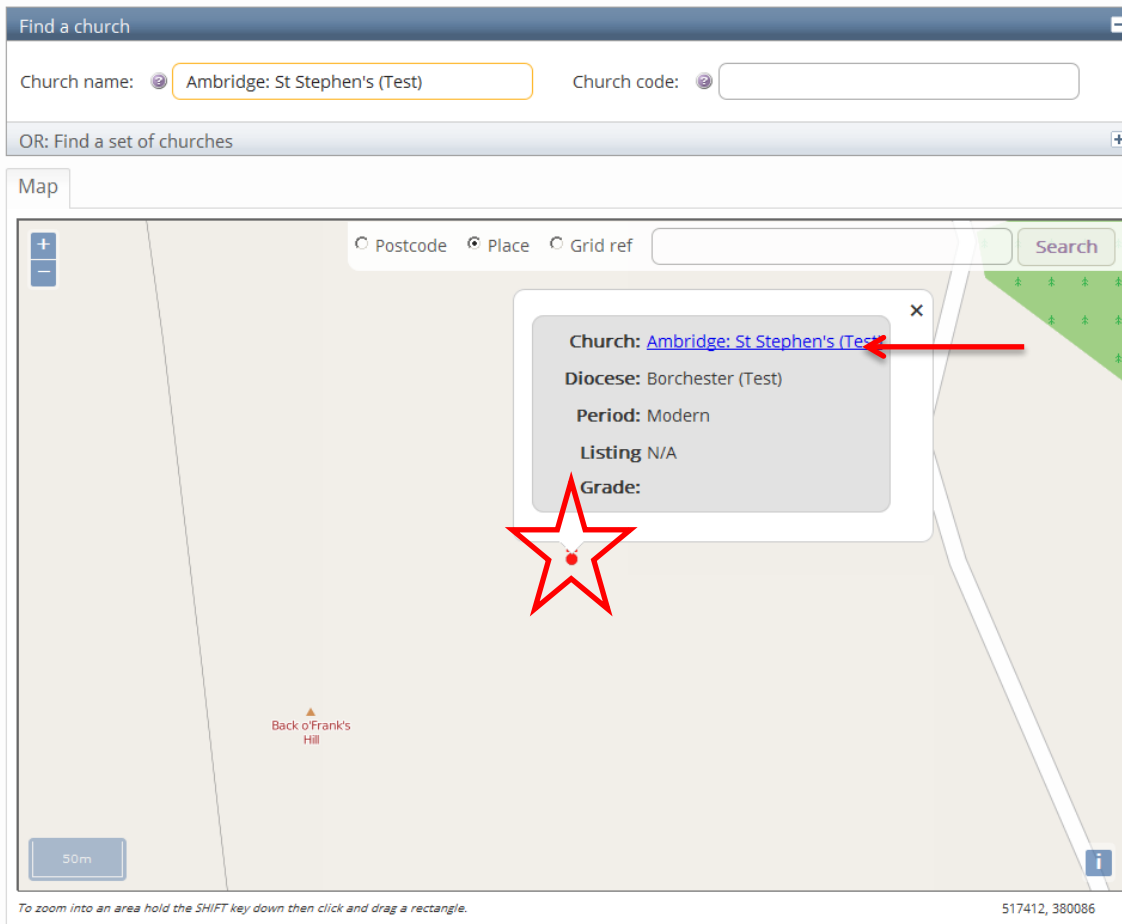 Find a church
Church name: Ambridge: St Stephen's (Test) Church code:
OR: Find a set of churches
Map
Postcode Place Grid ref Search
Church: Ambridge: St Stephen's (Test)
Diocese: Borchester (Test)
Period: Modern
Listing N/A
Grade:
Back o'Frank's
Hill
50m
i
To zoom into an area hold the SHIFT key down then click and drag a rectangle. 517412, 380086